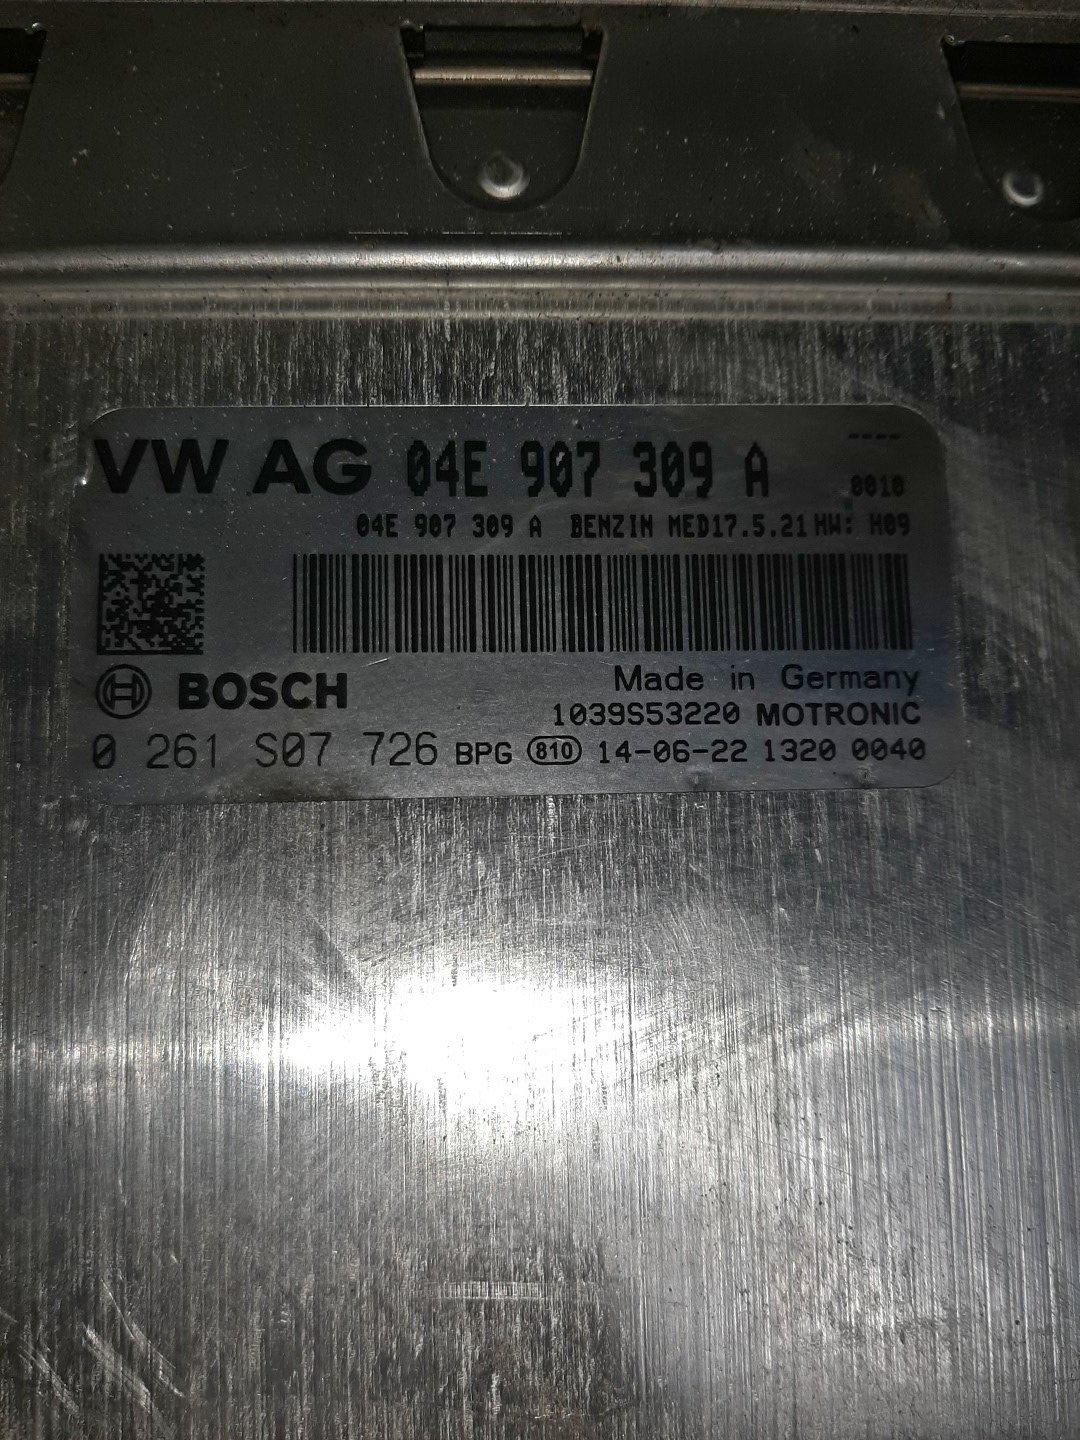 VW AG 04E 907 309 A ----
0010
04E 907 309 A BENZIN MED17.5.21 HW: H09
BOSCH
Made in Germany
1039S53220 MOTRONIC
0 261 S07 726 BPG 810 14-06-22 1320 0040